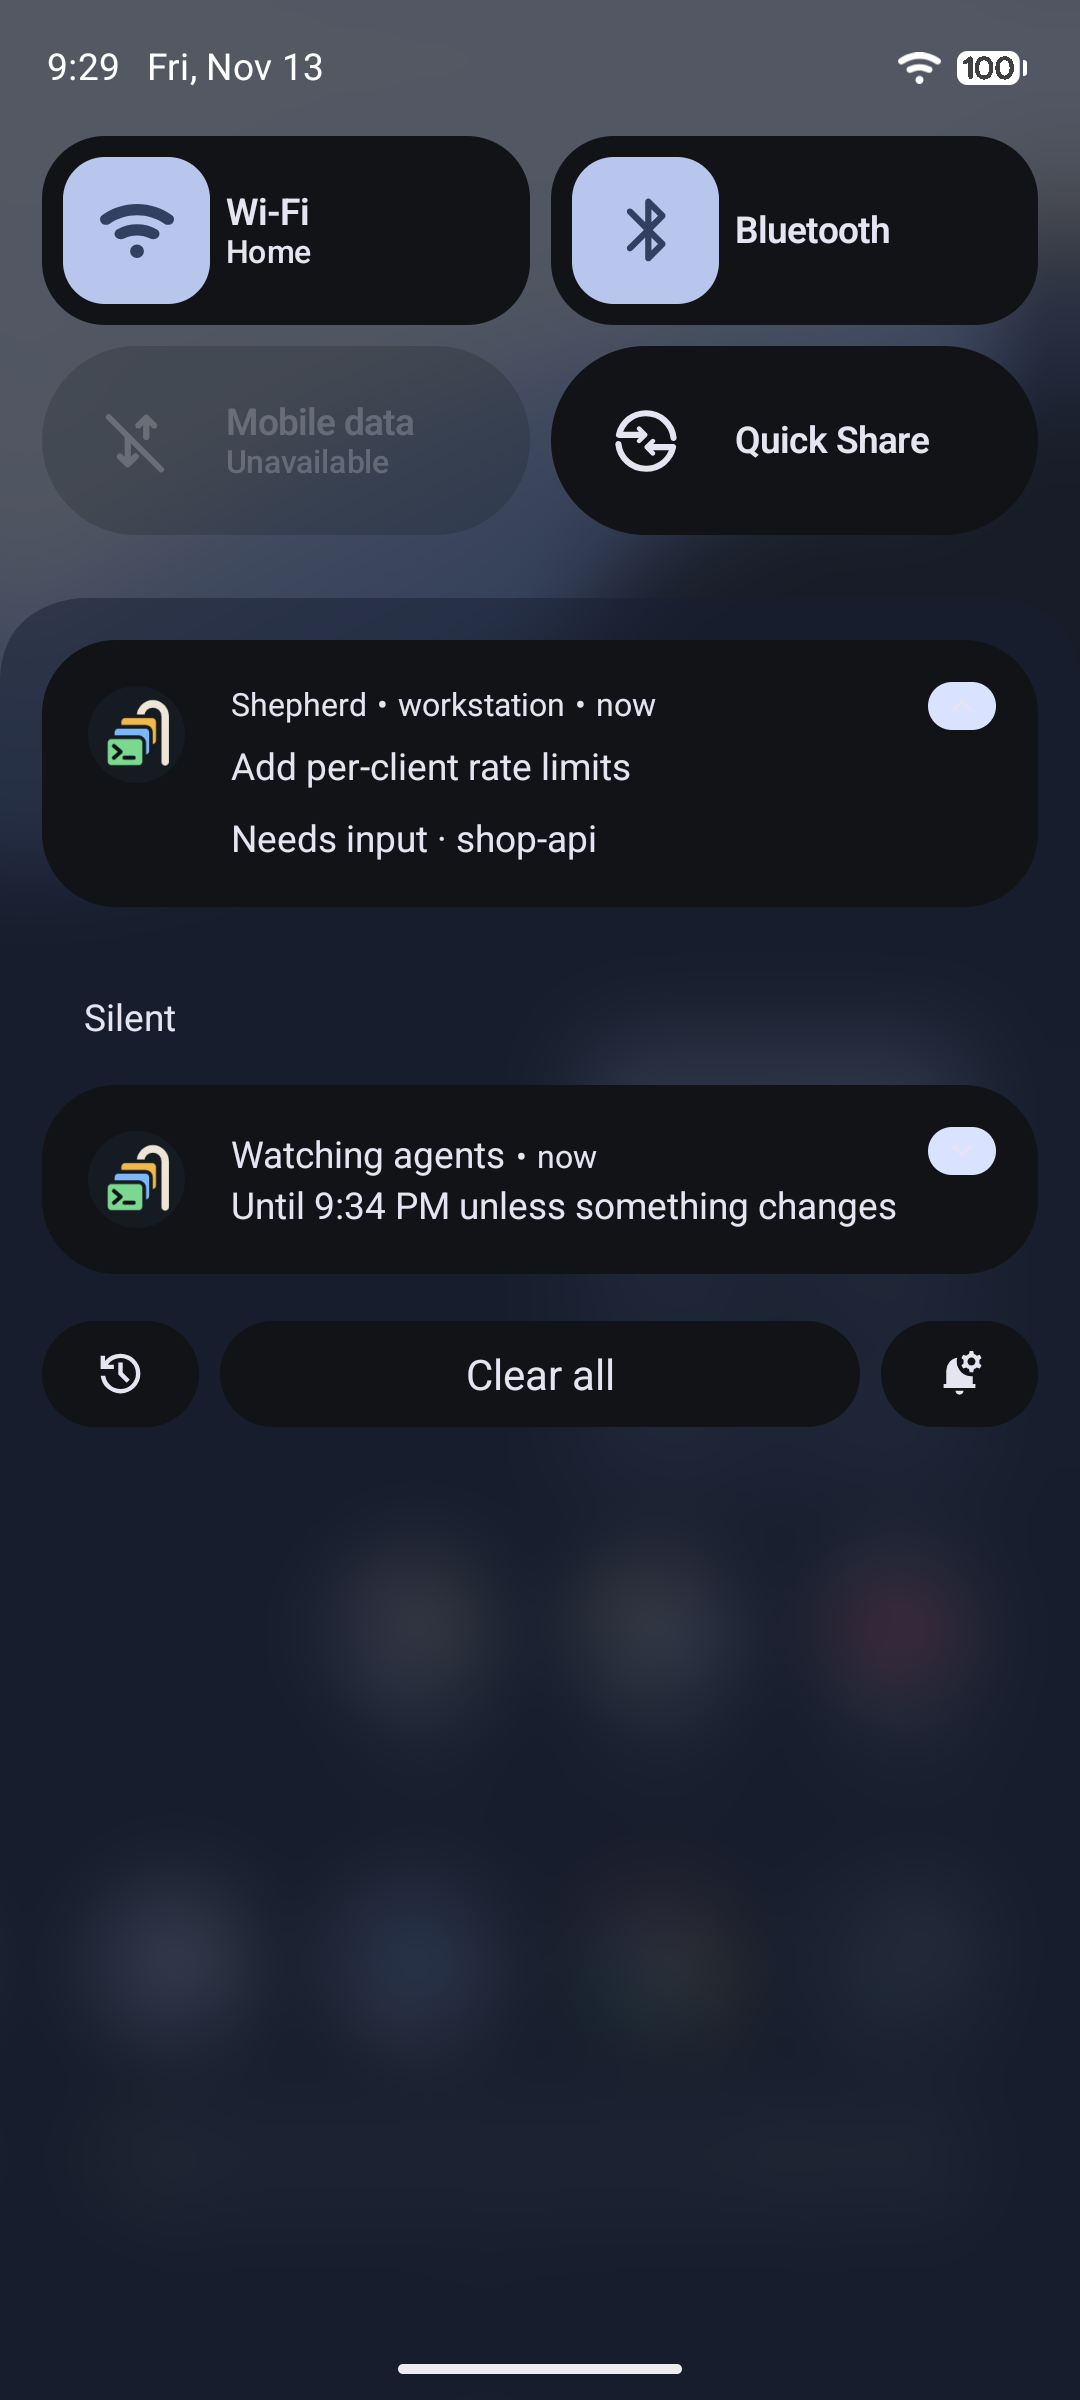 9:29 Fri, Nov 13
100
Wi-Fi
Home
Bluetooth
Mobile data
Unavailable
Quick Share
Shepherd • workstation • now
Add per-client rate limits
Needs input · shop-api
Silent
Watching agents • now
Until 9:34 PM unless something changes
Clear all